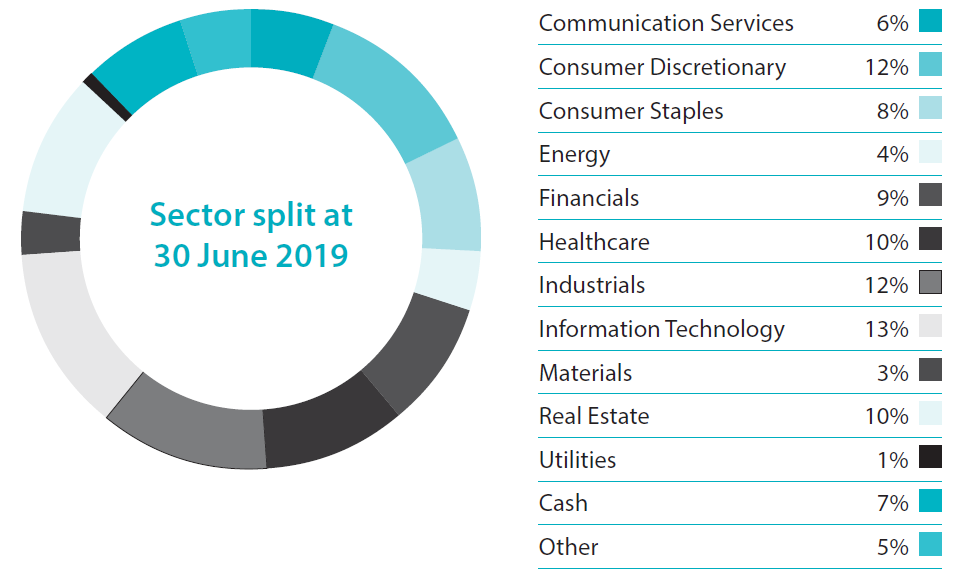 Sector split at
30 June 2019
Communication Services 6%
Consumer Discretionary 12%
Consumer Staples 8%
Energy 4%
Financials 9%
Healthcare 10%
Industrials 12%
Information Technology 13%
Materials 3%
Real Estate 10%
Utilities 1%
Cash 7%
Other 5%